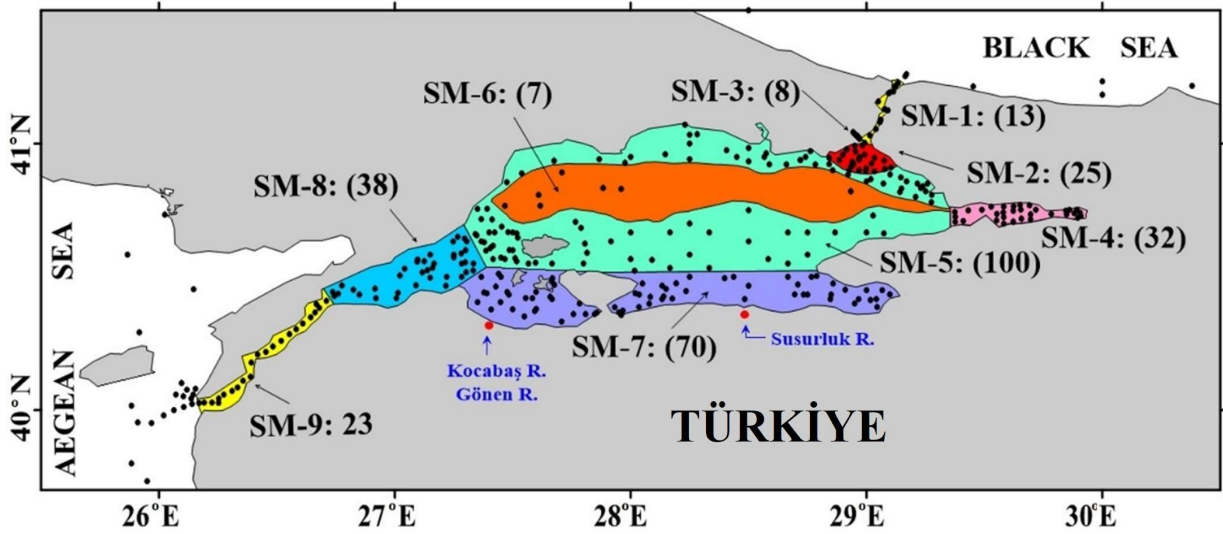 BLACK SEA
SM-6: (7)
SM-3: (8)
SM-1: (13)
41°N
SM-8: (38)
SM-2: (25)
AEGEAN SEA
SM-4: (32)
SM-5: (100)
SM-7: (70)
Susurluk R.
Kocabaş R.
Gönen R.
40°N
SM-9: 23
TÜRKİYE
26°E
27°E
28°E
29°E
30°E